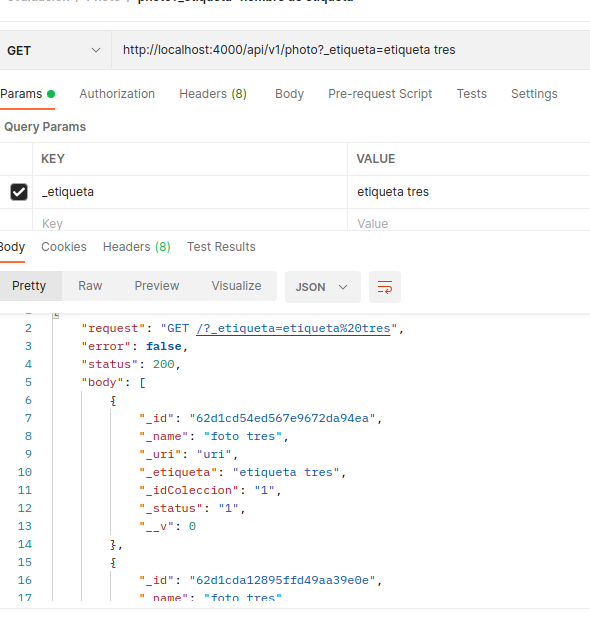 GET http://localhost:4000/api/v1/photo?_etiqueta=etiqueta tres
Params Authorization Headers (8) Body Pre-request Script Tests Settings
Query Params
KEY VALUE
_etiqueta etiqueta tres
Key Value
Body Cookies Headers (8) Test Results
Pretty Raw Preview Visualize JSON
2 "request": "GET /?_etiqueta=etiqueta%20tres",
3 "error": false,
4 "status": 200,
5 "body": [
6 {
7 "_id": "62d1cd54ed567e9672da94ea",
8 "_name": "foto tres",
9 "_uri": "uri",
10 "_etiqueta": "etiqueta tres",
11 "_idColeccion": "1",
12 "_status": "1",
13 "__v": 0
14 },
15 {
16 "_id": "62d1cda12895ffd49aa39e0e",
17 "_name": "foto tres"